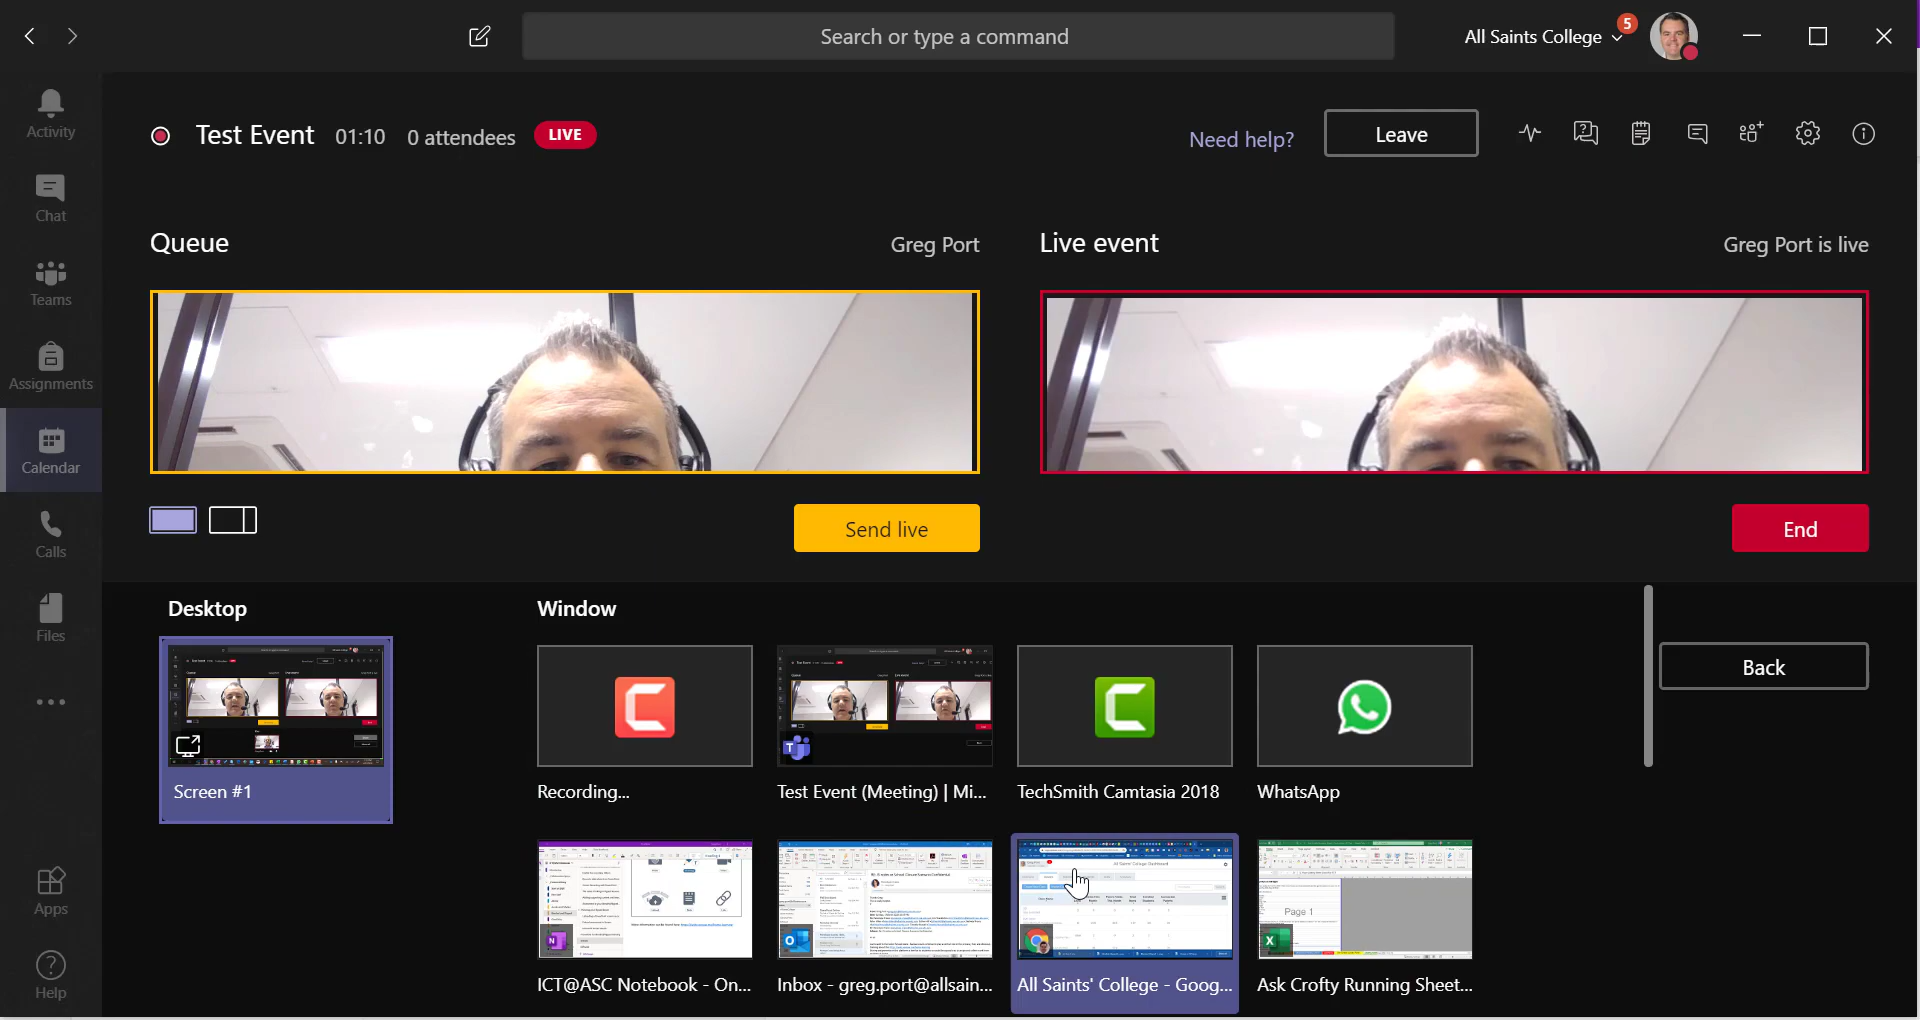 Search or type a command
All Saints College
5
Activity
Chat
Teams
Assignments
Calendar
Calls
Files
Apps
Help
Test Event 01:10 0 attendees LIVE
Need help?
Leave
Queue
Greg Port
Live event
Greg Port is live
Send live
End
Desktop
Window
Screen #1
Recording...
Test Event (Meeting) | Mi...
TechSmith Camtasia 2018
WhatsApp
Back
Page 1
ICT@ASC Notebook - On...
Inbox - greg.port@allsain...
All Saints' College - Goog...
Ask Crofty Running Sheet...